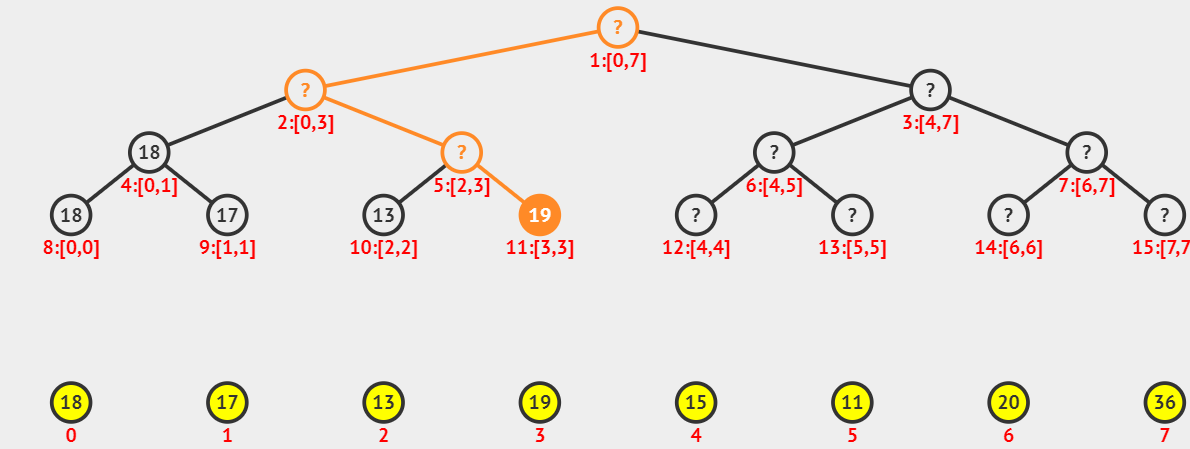 ?
1:[0,7]
? ?
2:[0,3] 3:[4,7]
18 ? ? ?
4:[0,1] 5:[2,3] 6:[4,5] 7:[6,7]
18 17 13 19 ? ? ? ?
8:[0,0] 9:[1,1] 10:[2,2] 11:[3,3] 12:[4,4] 13:[5,5] 14:[6,6] 15:[7,7
18 17 13 19 15 11 20 36
0 1 2 3 4 5 6 7